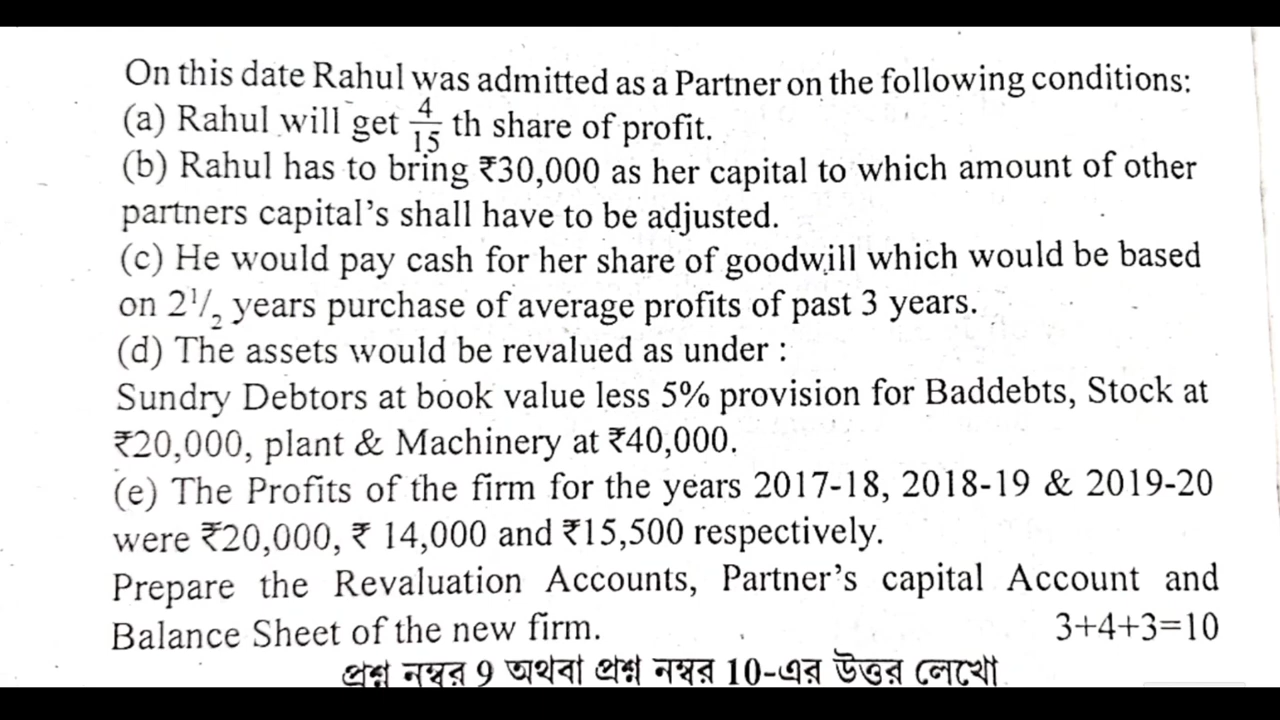 On this date Rahul was admitted as a Partner on the following conditions:
(a) Rahul will get 4/15 th share of profit.
(b) Rahul has to bring ₹30,000 as her capital to which amount of other
partners capital's shall have to be adjusted.
(c) He would pay cash for her share of goodwill which would be based
on 2 1/2 years purchase of average profits of past 3 years.
(d) The assets would be revalued as under :
Sundry Debtors at book value less 5% provision for Baddebts, Stock at
₹20,000, plant & Machinery at ₹40,000.
(e) The Profits of the firm for the years 2017-18, 2018-19 & 2019-20
were ₹20,000, ₹ 14,000 and ₹15,500 respectively.
Prepare the Revaluation Accounts, Partner's capital Account and
Balance Sheet of the new firm. 3+4+3=10
প্রশ্ন নম্বর 9 অথবা প্রশ্ন নম্বর 10-এর উত্তর লেখো